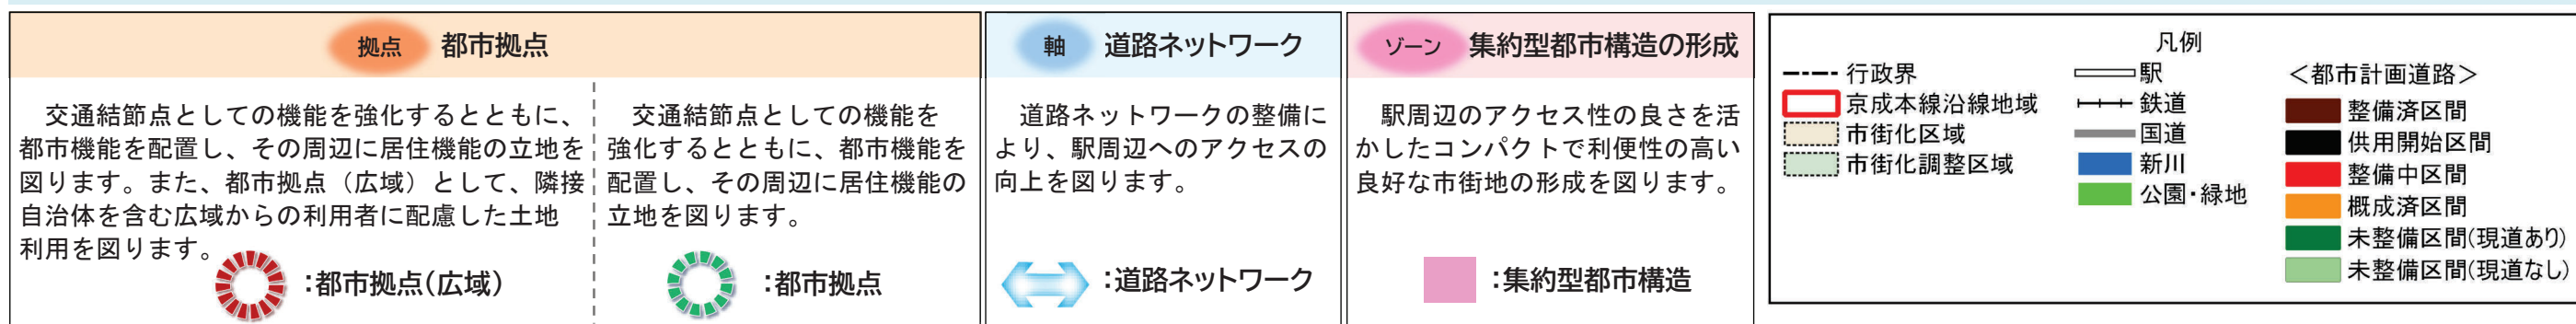 拠点 都市拠点
交通結節点としての機能を強化するとともに、
都市機能を配置し、その周辺に居住機能の立地を
図ります。また、都市拠点（広域）として、隣接
自治体を含む広域からの利用者に配慮した土地
利用を図ります。
:都市拠点(広域)
交通結節点としての機能を
強化するとともに、都市機能を
配置し、その周辺に居住機能の
立地を図ります。
:都市拠点
軸 道路ネットワーク
道路ネットワークの整備に
より、駅周辺へのアクセスの
向上を図ります。
:道路ネットワーク
ゾーン 集約型都市構造の形成
駅周辺のアクセス性の良さを活
かしたコンパクトで利便性の高い
良好な市街地の形成を図ります。
:集約型都市構造
凡例
行政界
京成本線沿線地域
市街化区域
市街化調整区域
駅
鉄道
国道
新川
公園･緑地
＜都市計画道路＞
整備済区間
供用開始区間
整備中区間
概成済区間
未整備区間(現道あり)
未整備区間(現道なし)